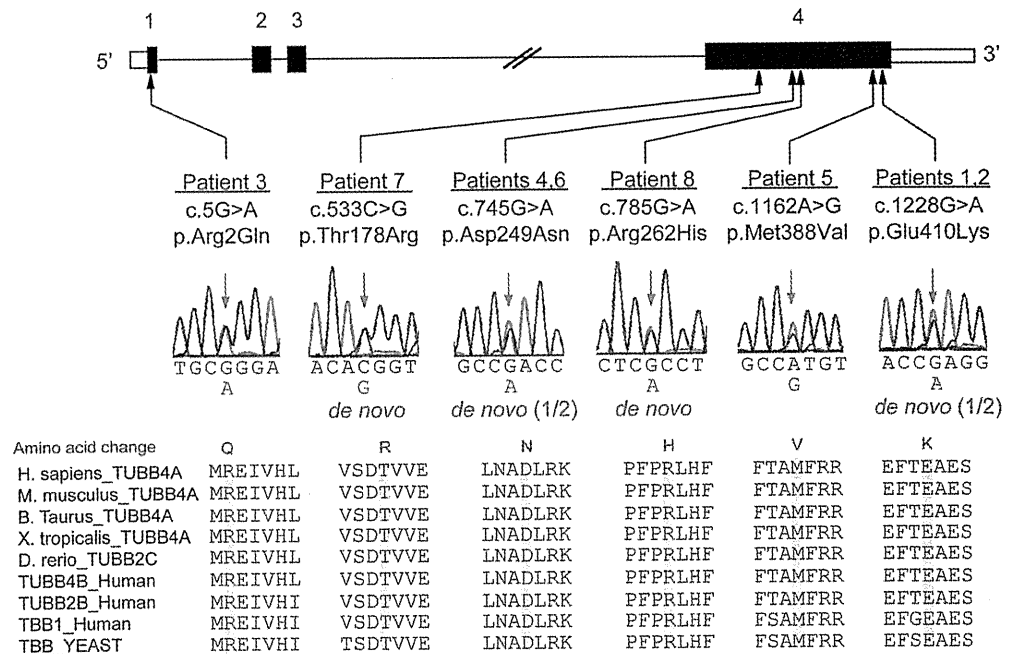 1 2 3 4
5' 3'
Patient 3 Patient 7 Patients 4,6 Patient 8 Patient 5 Patients 1,2
c.5G>A c.533C>G c.745G>A c.785G>A c.1162A>G c.1228G>A
p.Arg2Gln p.Thr178Arg p.Asp249Asn p.Arg262His p.Met388Val p.Glu410Lys
TGCGGGA ACACGGT GCCGACC CTCGCCT GCCATGT ACCGAGG
A G A A G A
de novo de novo (1/2) de novo de novo (1/2)
Amino acid change Q R N H V K
H. sapiens_TUBB4A MREIVHL VSDTVVE LNADLRK PFPRLHF FTAMFRR EFTEAES
M. musculus_TUBB4A MREIVHL VSDTVVE LNADLRK PFPRLHF FTAMFRR EFTEAES
B. Taurus_TUBB4A MREIVHL VSDTVVE LNADLRK PFPRLHF FTAMFRR EFTEAES
X. tropicalis_TUBB4A MREIVHL VSDTVVE LNADLRK PFPRLHF FTAMFRR EFTEAES
D. rerio_TUBB2C MREIVHL VSDTVVE LNADLRK PFPRLHF FTAMFRR EFTEAES
TUBB4B_Human MREIVHL VSDTVVE LNADLRK PFPRLHF FTAMFRR EFTEAES
TUBB2B_Human MREIVHI VSDTVVE LNADLRK PFPRLHF FTAMFRR EFTEAES
TBB1_Human MREIVHI VSDTVVE LNADLRK PFPRLHF FSAMFRR EFGEAES
TBB_YEAST MREIVHI TSDTVVE LNADLRK PFPRLHF FSAMFRR EFSEAES